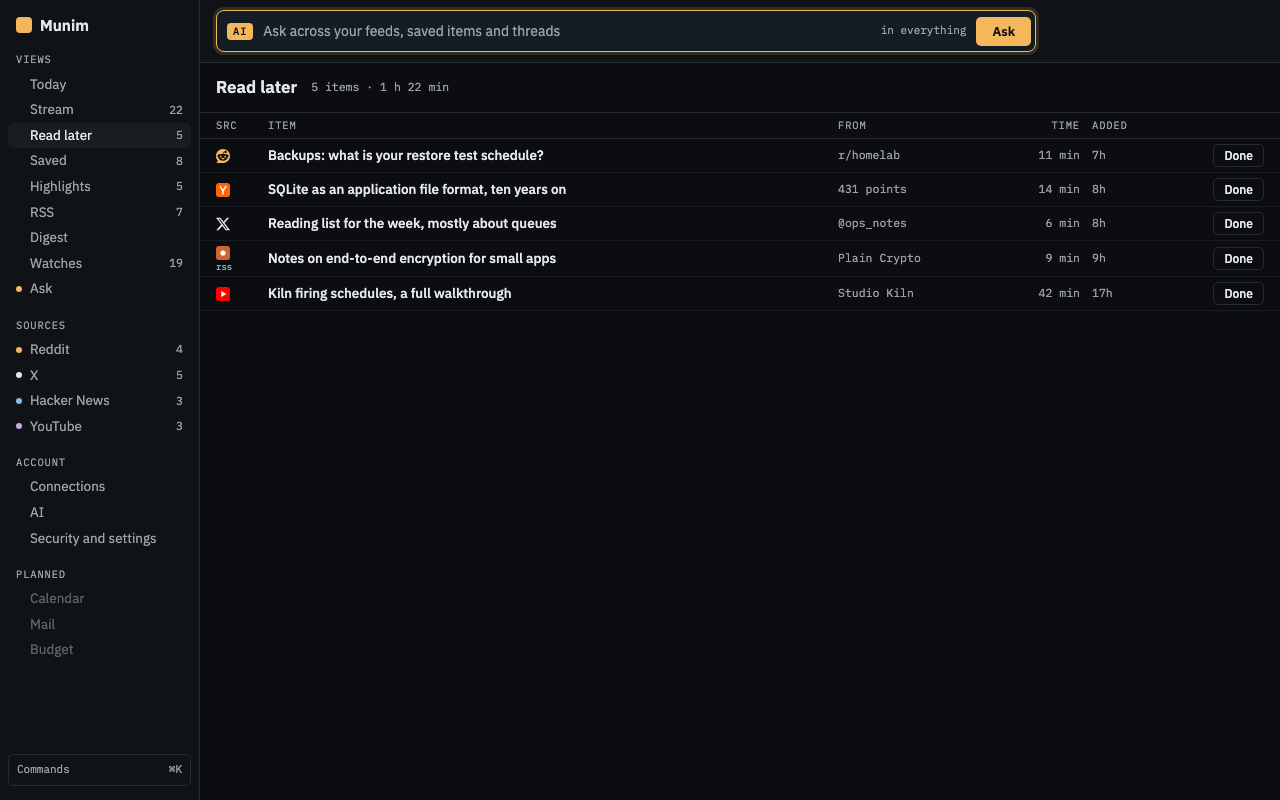 Munim
VIEWS
Today
Stream 22
Read later 5
Saved 8
Highlights 5
RSS 7
Digest
Watches 19
Ask
SOURCES
Reddit 4
X 5
Hacker News 3
YouTube 3
ACCOUNT
Connections
AI
Security and settings
PLANNED
Calendar
Mail
Budget
Commands ⌘K
AI Ask across your feeds, saved items and threads in everything Ask
Read later 5 items · 1 h 22 min
SRC ITEM FROM TIME ADDED
Backups: what is your restore test schedule? r/homelab 11 min 7h Done
Y SQLite as an application file format, ten years on 431 points 14 min 8h Done
X Reading list for the week, mostly about queues @ops_notes 6 min 8h Done
rss Notes on end-to-end encryption for small apps Plain Crypto 9 min 9h Done
Kiln firing schedules, a full walkthrough Studio Kiln 42 min 17h Done